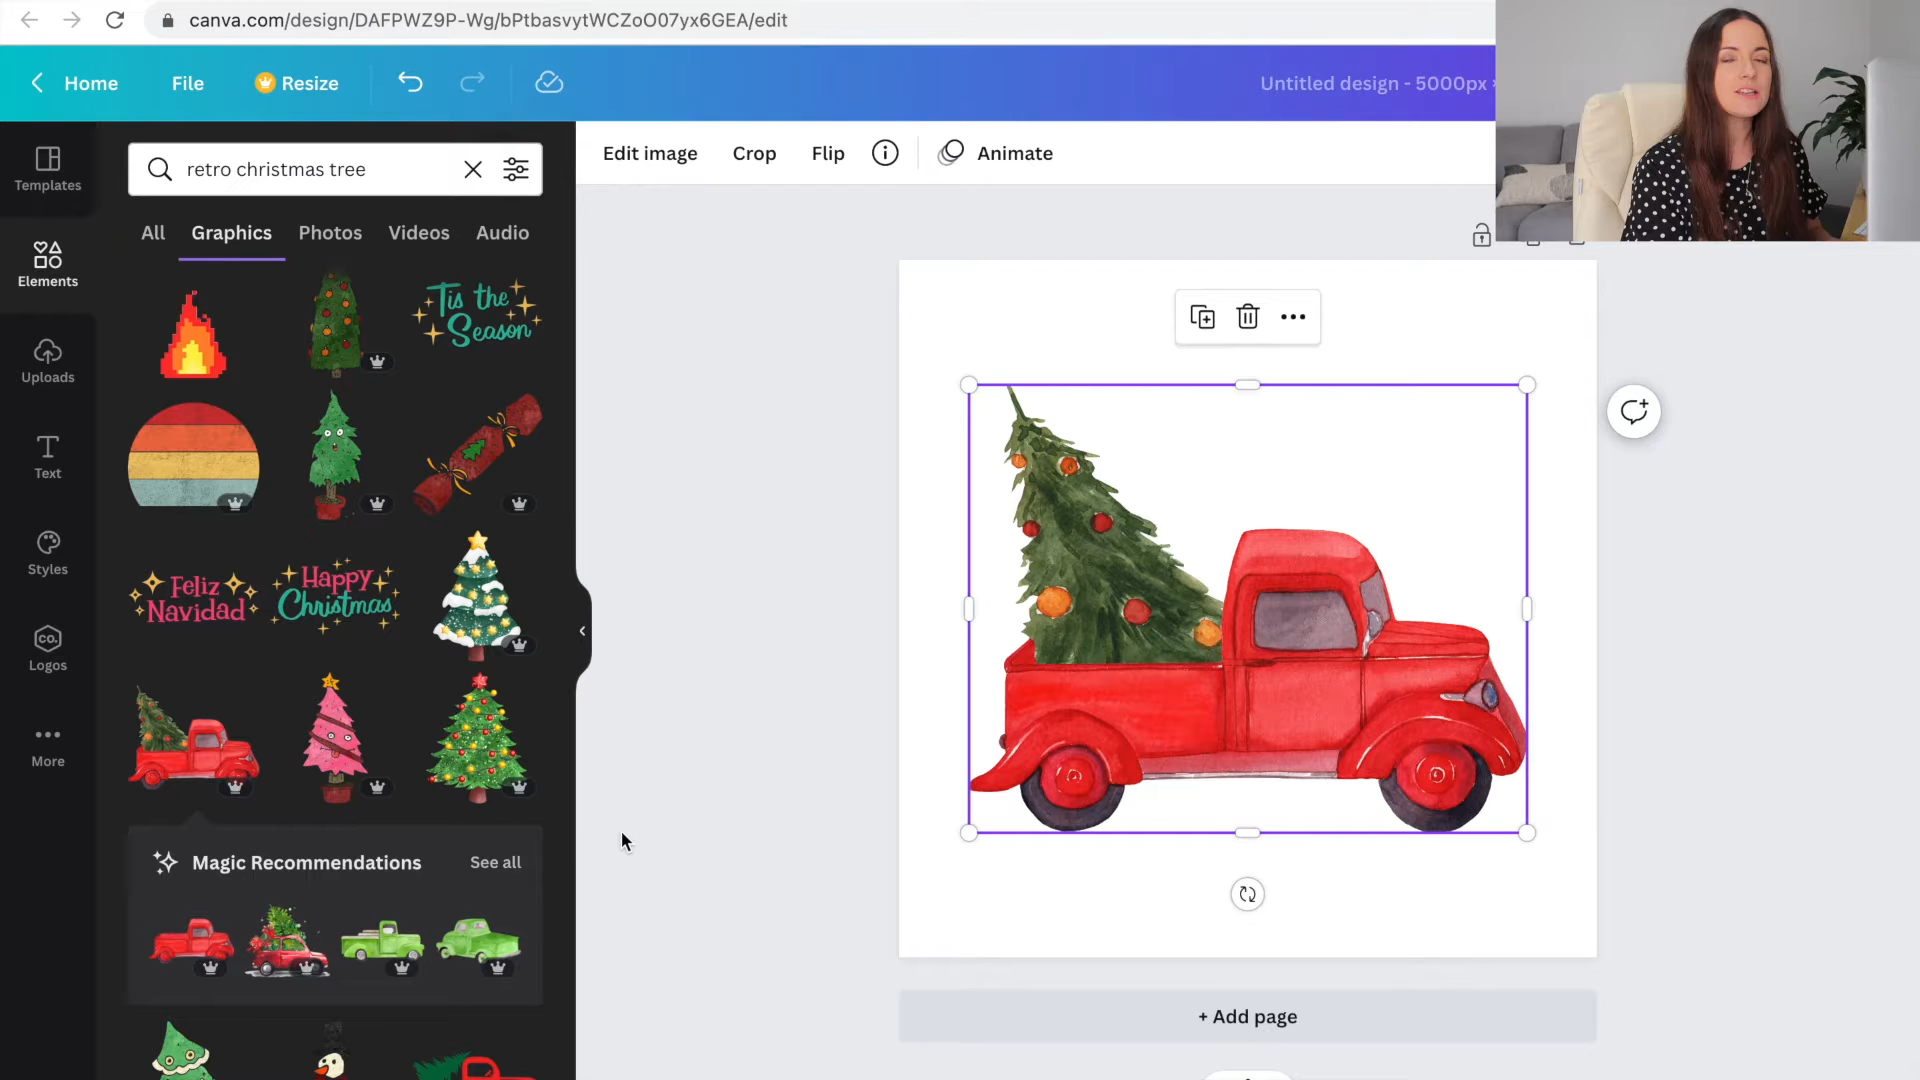 canva.com/design/DAFPWZ9P-Wg/bPtbasvytWCZoO07yx6GEA/edit
Home
File
Resize
Untitled design - 5000px
Templates
Elements
Uploads
Text
Styles
CO.
Logos
More
retro christmas tree
All
Graphics
Photos
Videos
Audio
Tis the
Season
Feliz
Navidad
Happy
Christmas
Magic Recommendations
See all
Edit image
Crop
Flip
Animate
+ Add page